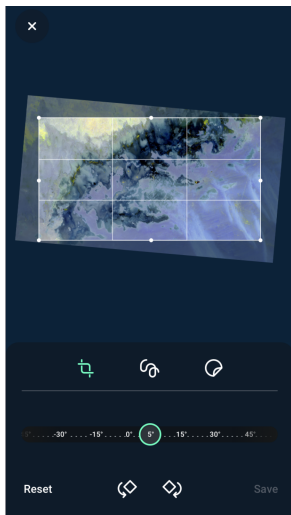 -30° . . . . -15° . . . . . 0° . 5° . . . 15° . . . . . 30° . . . . . 45° . . .
Reset Save